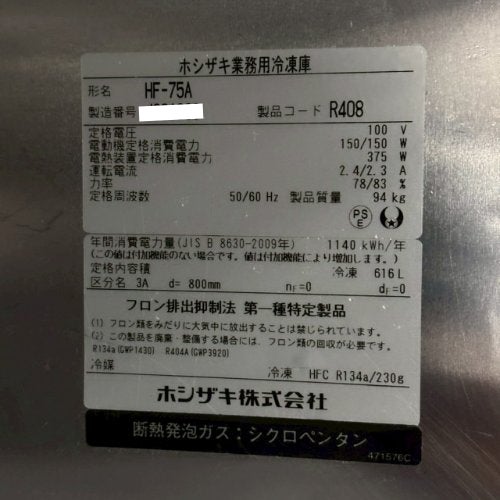 ホシザキ業務用冷凍庫
形名 HF-75A
製造番号 製品コード R408
定格電圧 100 V
電動機定格消費電力 150/150 W
電熱装置定格消費電力 375 W
運転電流 2.4/2.3 A
力率 78/83 %
定格周波数 50/60 Hz 製品質量 94 kg
PS
E
年間消費電力量(JIS B 8630-2009年) 1140 kWh/年
(この値は付加機能のない場合です。値は付加機能により増加します。)
定格内容積 冷凍 616 L
区分名 3A d= 800mm nF=0 dF=0
フロン排出抑制法 第一種特定製品
(1) フロン類をみだりに大気中に放出することは禁じられています。
(2) この製品を廃棄・整備する場合には、フロン類の回収が必要です。
R134a(GWP1430) R404A(GWP3920)
冷媒 冷凍 HFC R134a/230g
ホシザキ株式会社
断熱発泡ガス：シクロペンタン
471576C